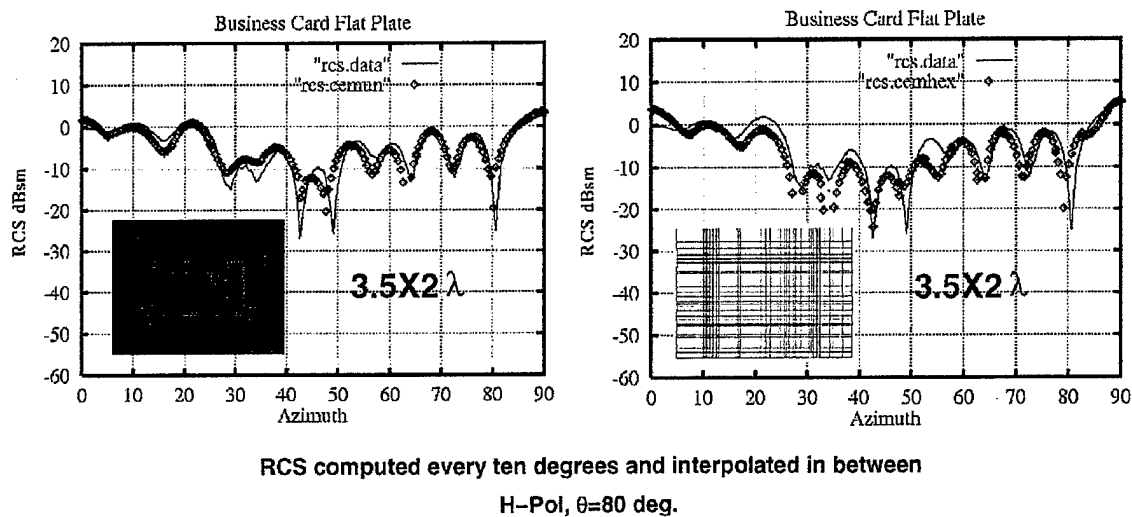 Business Card Flat Plate
"rcs.data"
"rcs.cemun"
20
10
0
-10
-20
-30
-40
-50
-60
RCS dBsm
3.5X2 λ
0 10 20 30 40 50 60 70 80 90
Azimuth
Business Card Flat Plate
"rcs.data"
"rcs.cemhex"
20
10
0
-10
-20
-30
-40
-50
-60
RCS dBsm
3.5X2 λ
0 10 20 30 40 50 60 70 80 90
Azimuth
RCS computed every ten degrees and interpolated in between
H-Pol, θ=80 deg.